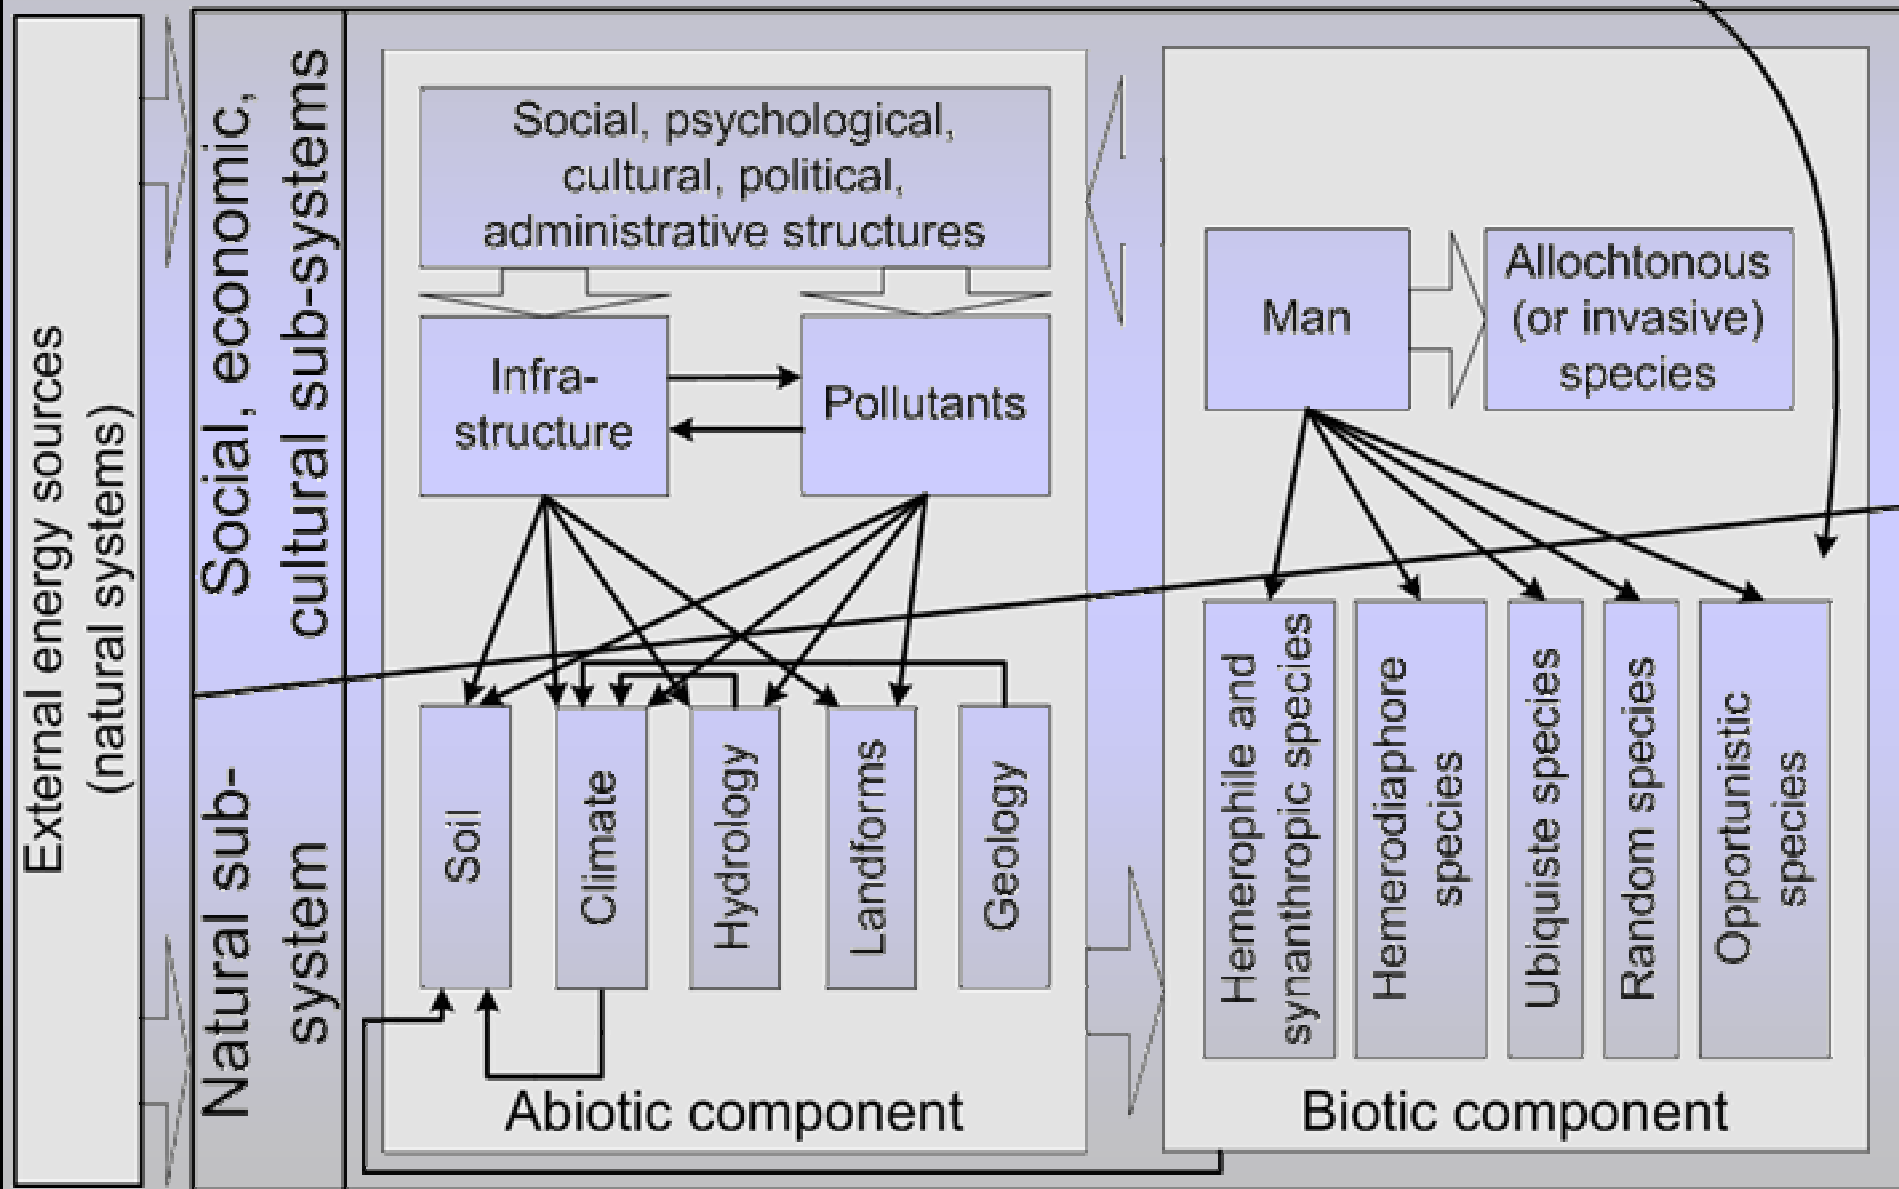 External energy sources
(natural systems)
Social, economic,
cultural sub-systems
Natural sub-
system
Social, psychological,
cultural, political,
administrative structures
Infra-
structure
Pollutants
Soil
Climate
Hydrology
Landforms
Geology
Abiotic component
Man
Allochtonous
(or invasive)
species
Hemerophile and
synanthropic species
Hemerodiaphore
species
Ubiquiste species
Random species
Opportunistic
species
Biotic component